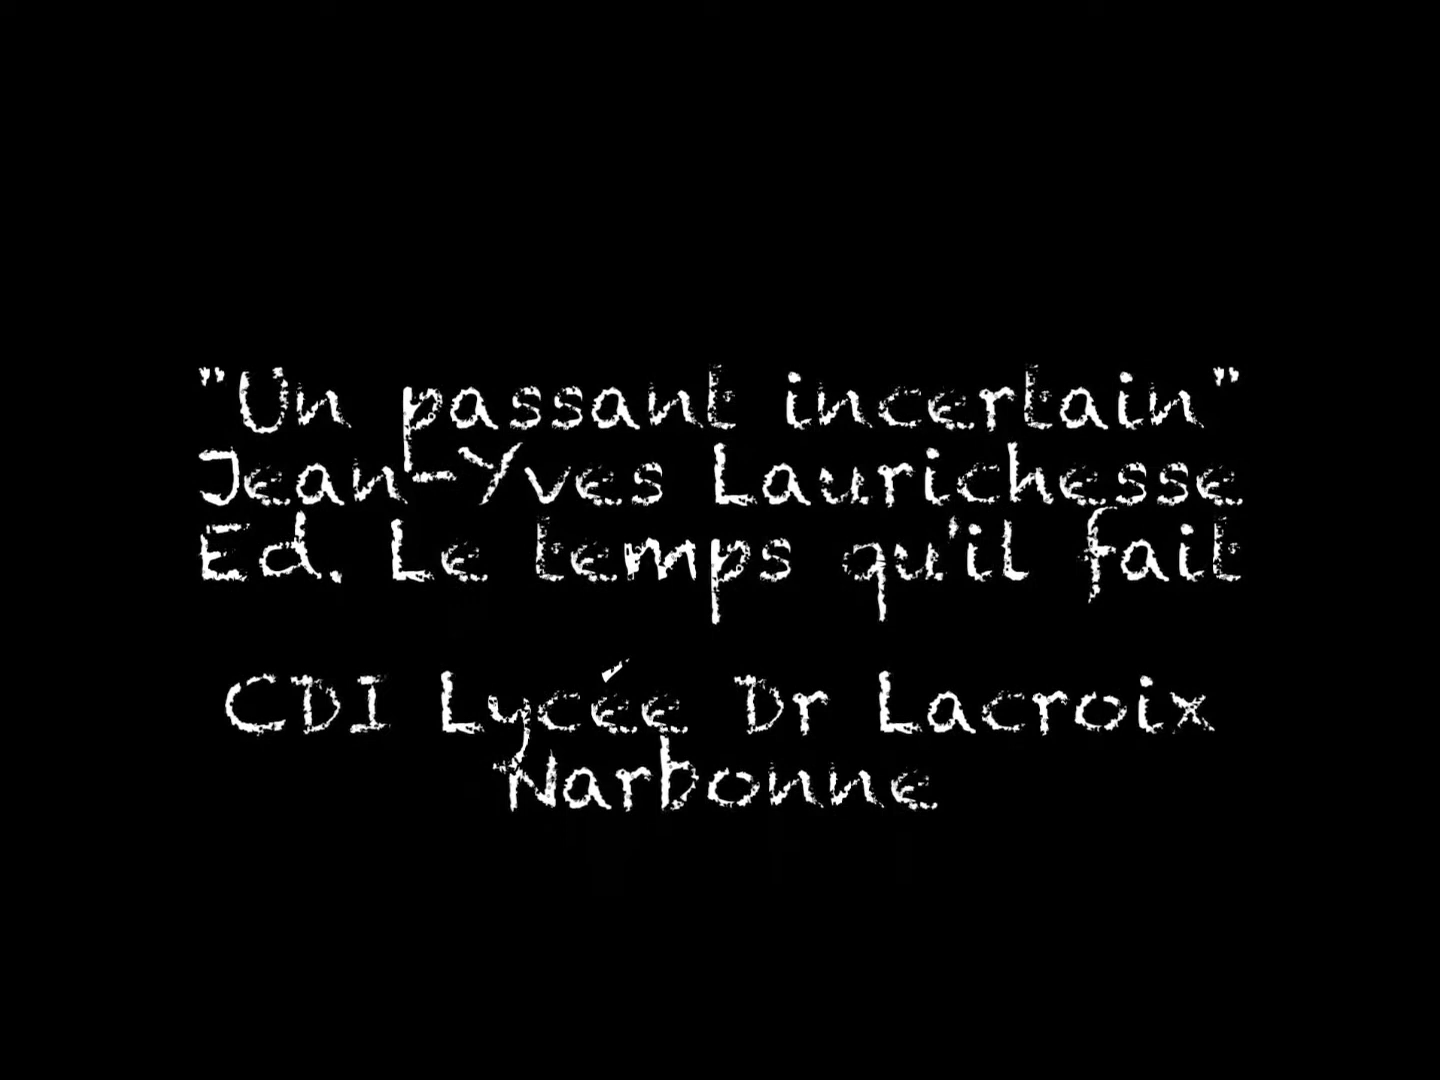 "Un passant incertain"
Jean-Yves Laurichesse
Ed. Le temps qu'il fait
CDI Lycée Dr Lacroix
Narbonne